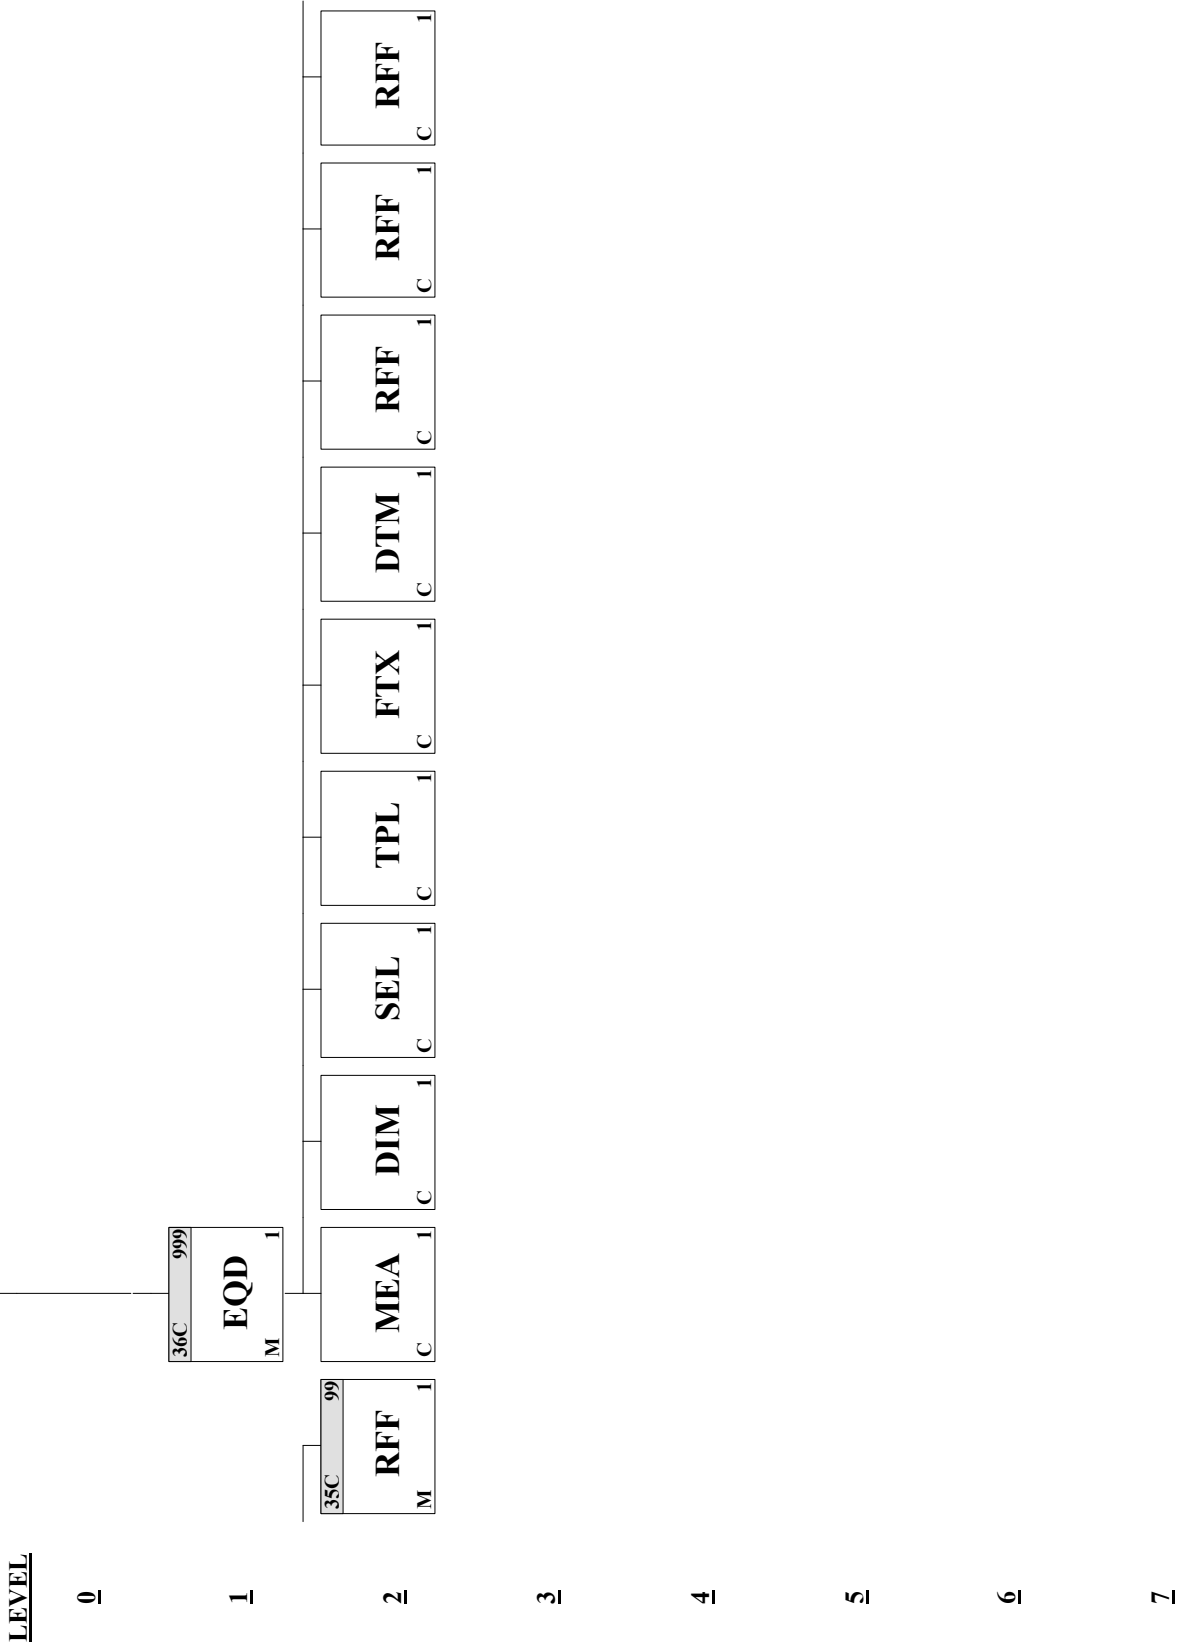 LEVEL
0
1
2
3
4
5
6
7
35C 99
RFF
M 1
36C 999
EQD
M 1
MEA
C 1
DIM
C 1
SEL
C 1
TPL
C 1
FTX
C 1
DTM
C 1
RFF
C 1
RFF
C 1
RFF
C 1